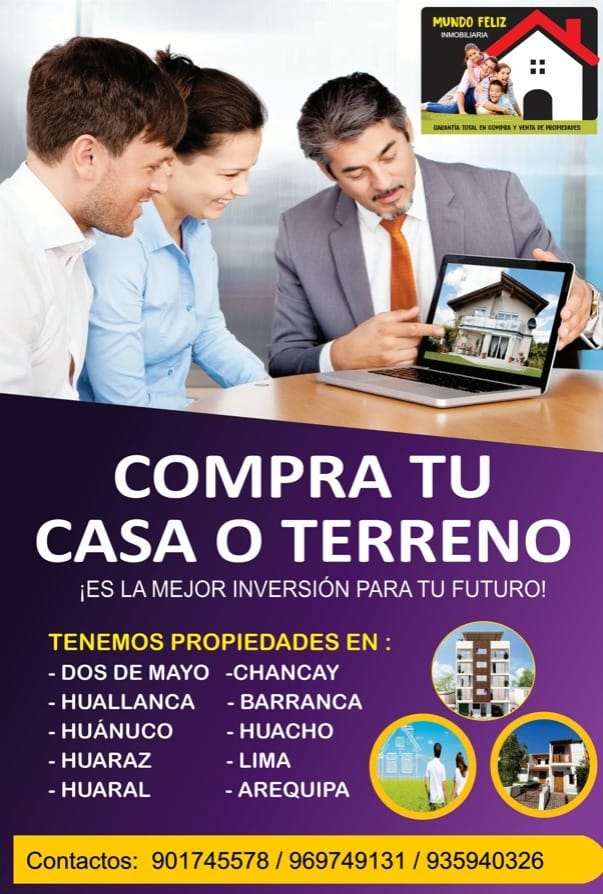 MUNDO FELIZ
INMOBILIARIA
GARANTÍA TOTAL EN COMPRA Y VENTA DE PROPIEDADES
COMPRA TU
CASA O TERRENO
¡ES LA MEJOR INVERSIÓN PARA TU FUTURO!
TENEMOS PROPIEDADES EN :
- DOS DE MAYO -CHANCAY
- HUALLANCA - BARRANCA
- HUÁNUCO - HUACHO
- HUARAZ - LIMA
- HUARAL - AREQUIPA
Contactos: 901745578 / 969749131 / 935940326